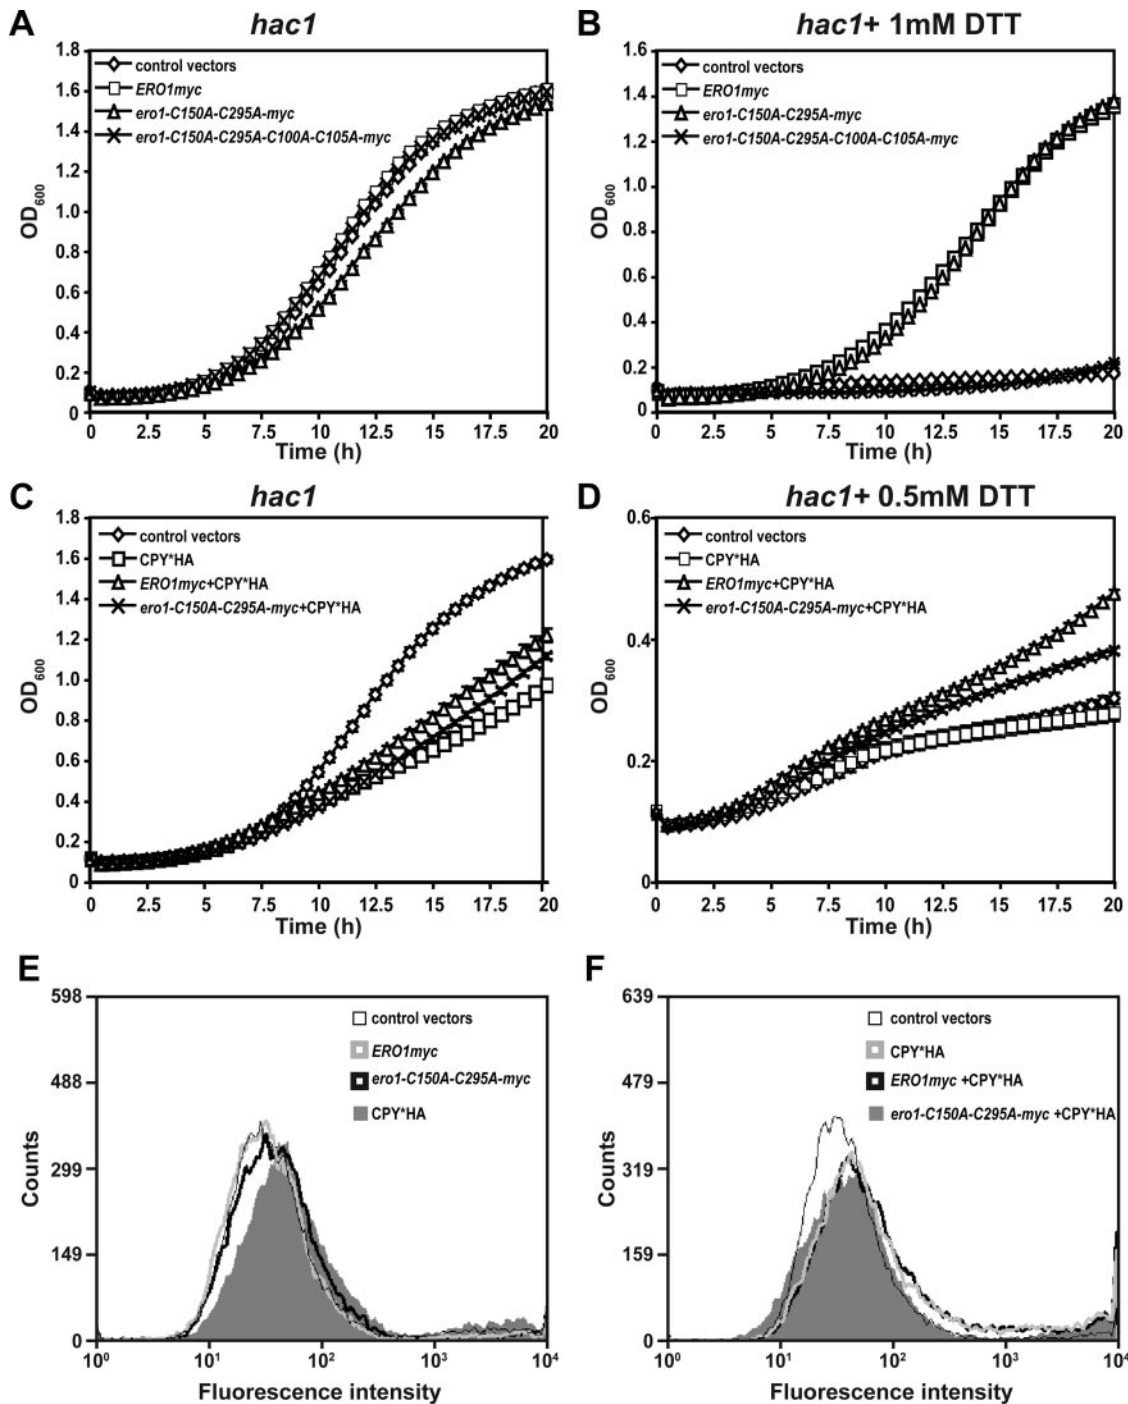 A
hac1
1.8
1.6
1.4
1.2
1.0
0.8
0.6
0.4
0.2
0
OD600
control vectors
ERO1myc
ero1-C150A-C295A-myc
ero1-C150A-C295A-C100A-C105A-myc
0 2.5 5 7.5 10 12.5 15 17.5 20
Time (h)
B
hac1+ 1mM DTT
1.6
1.4
1.2
1.0
0.8
0.6
0.4
0.2
0
OD600
control vectors
ERO1myc
ero1-C150A-C295A-myc
ero1-C150A-C295A-C100A-C105A-myc
0 2.5 5 7.5 10 12.5 15 17.5 20
Time (h)
C
hac1
1.8
1.6
1.4
1.2
1.0
0.8
0.6
0.4
0.2
0
OD600
control vectors
CPY*HA
ERO1myc+CPY*HA
ero1-C150A-C295A-myc+CPY*HA
0 2.5 5 7.5 10 12.5 15 17.5 20
Time (h)
D
hac1+ 0.5mM DTT
0.6
0.4
0.2
0
OD600
control vectors
CPY*HA
ERO1myc+CPY*HA
ero1-C150A-C295A-myc+CPY*HA
0 2.5 5 7.5 10 12.5 15 17.5 20
Time (h)
E
598
488
299
149
0
Counts
control vectors
ERO1myc
ero1-C150A-C295A-myc
CPY*HA
10^0 10^1 10^2 10^3 10^4
Fluorescence intensity
F
639
479
319
159
0
Counts
control vectors
CPY*HA
ERO1myc +CPY*HA
ero1-C150A-C295A-myc +CPY*HA
10^0 10^1 10^2 10^3 10^4
Fluorescence intensity